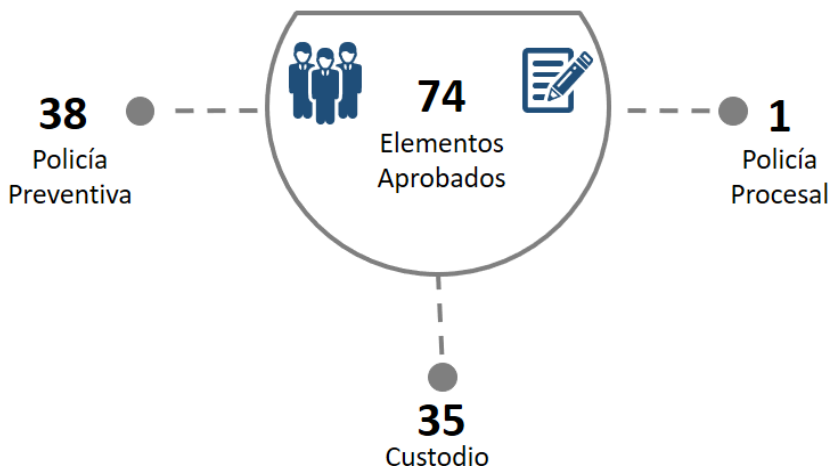 74
Elementos
Aprobados
38
Policía
Preventiva
1
Policía
Procesal
35
Custodio